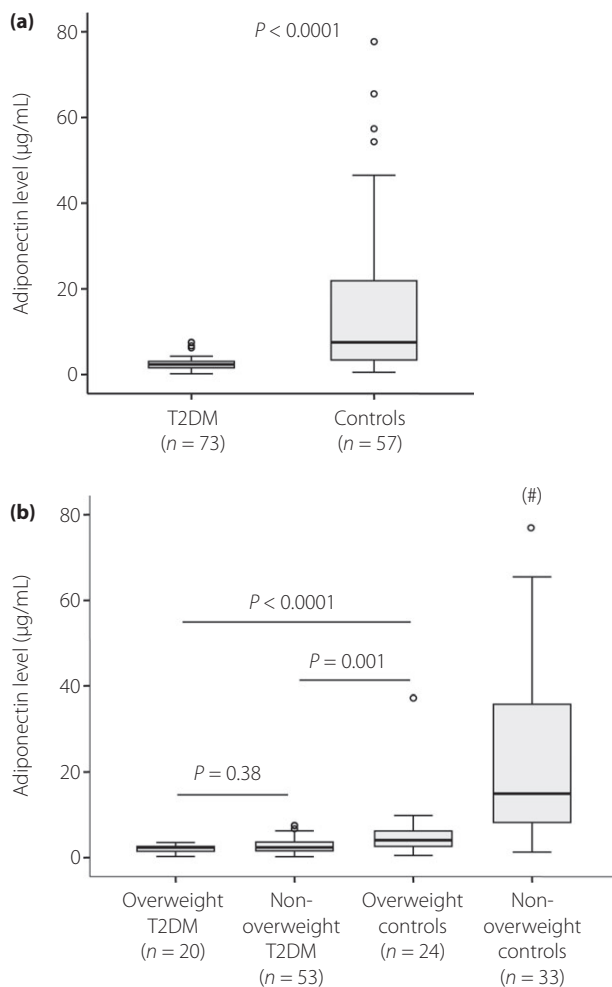 (a)
80
60
40
20
0
Adiponectin level (µg/mL)
P < 0.0001
T2DM
(n = 73)
Controls
(n = 57)
(b)
80
60
40
20
0
Adiponectin level (µg/mL)
(#)
P < 0.0001
P = 0.001
P = 0.38
Overweight
T2DM
(n = 20)
Non-
overweight
T2DM
(n = 53)
Overweight
controls
(n = 24)
Non-
overweight
controls
(n = 33)